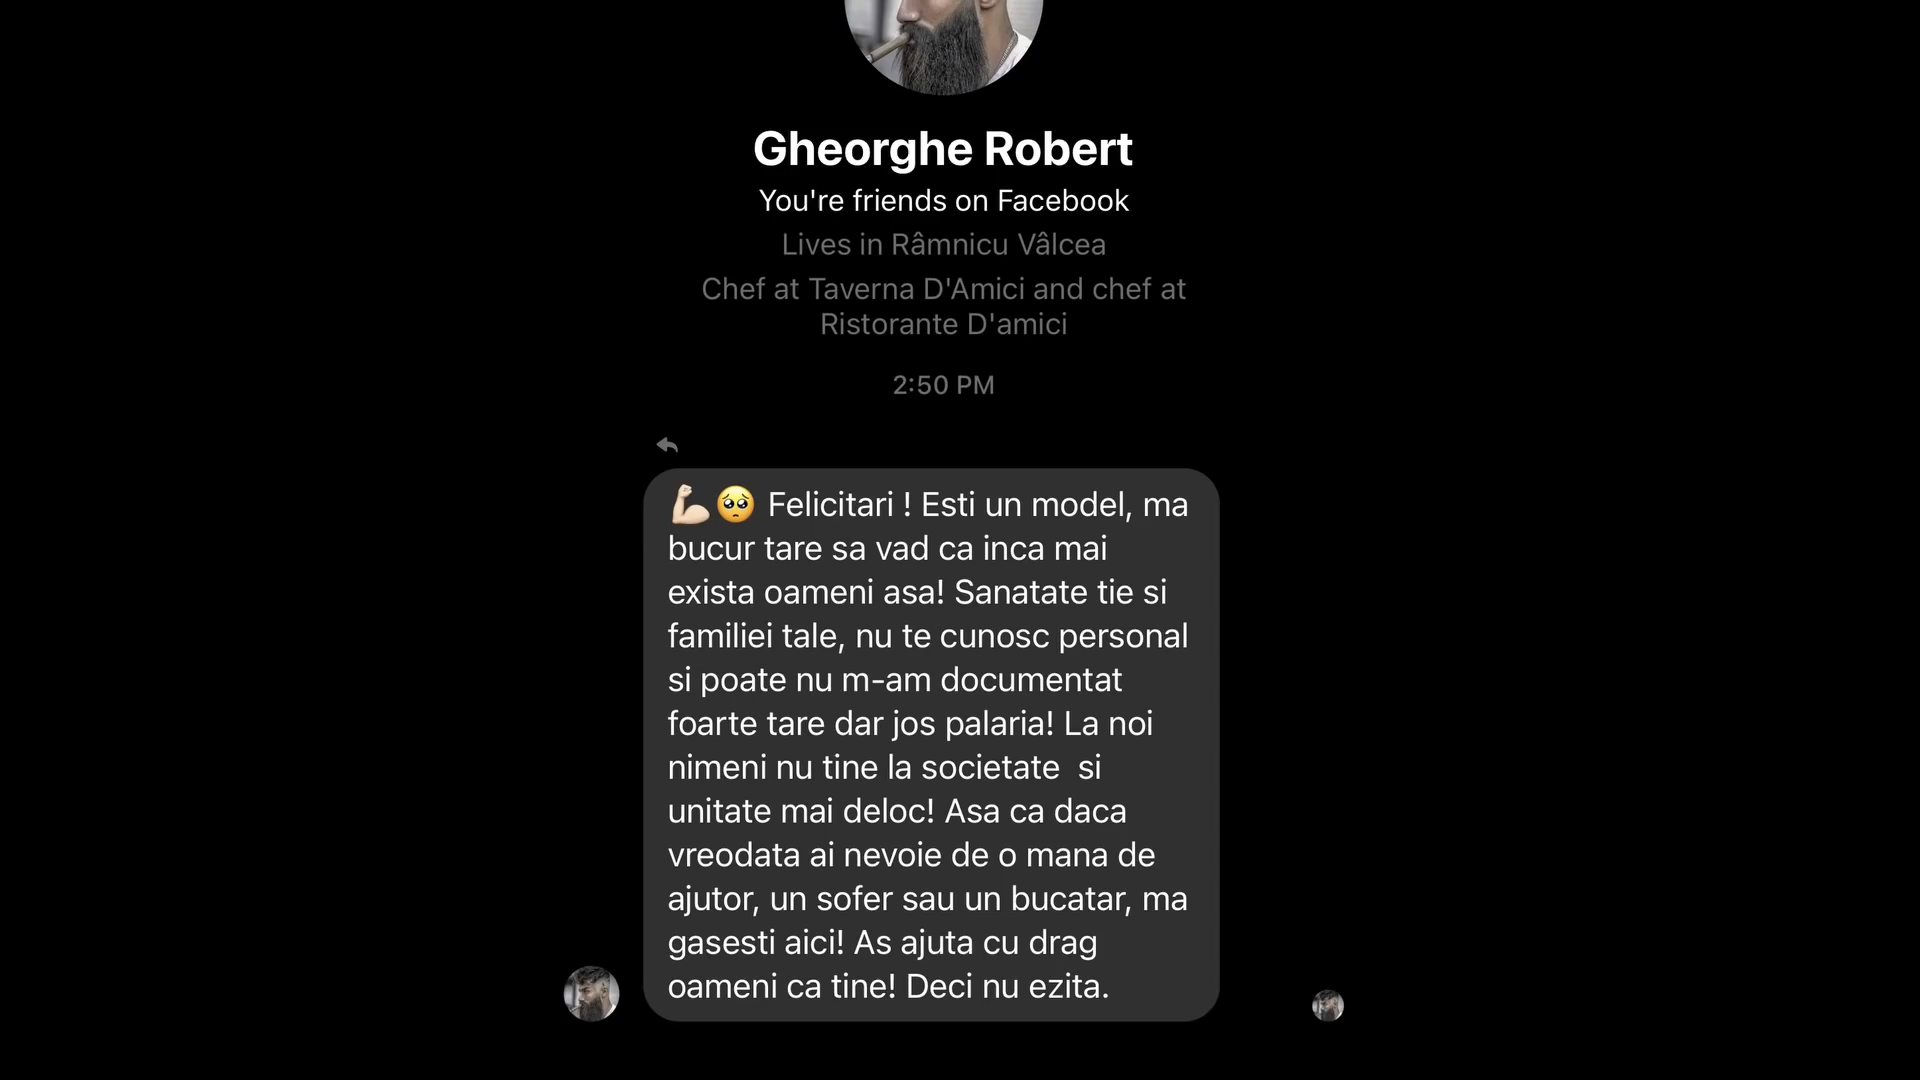 Gheorghe Robert
You're friends on Facebook
Lives in Râmnicu Vâlcea
Chef at Taverna D'Amici and chef at
Ristorante D'amici
2:50 PM
💪🏻🥺 Felicitari ! Esti un model, ma
bucur tare sa vad ca inca mai
exista oameni asa! Sanatate tie si
familiei tale, nu te cunosc personal
si poate nu m-am documentat
foarte tare dar jos palaria! La noi
nimeni nu tine la societate  si
unitate mai deloc! Asa ca daca
vreodata ai nevoie de o mana de
ajutor, un sofer sau un bucatar, ma
gasesti aici! As ajuta cu drag
oameni ca tine! Deci nu ezita.